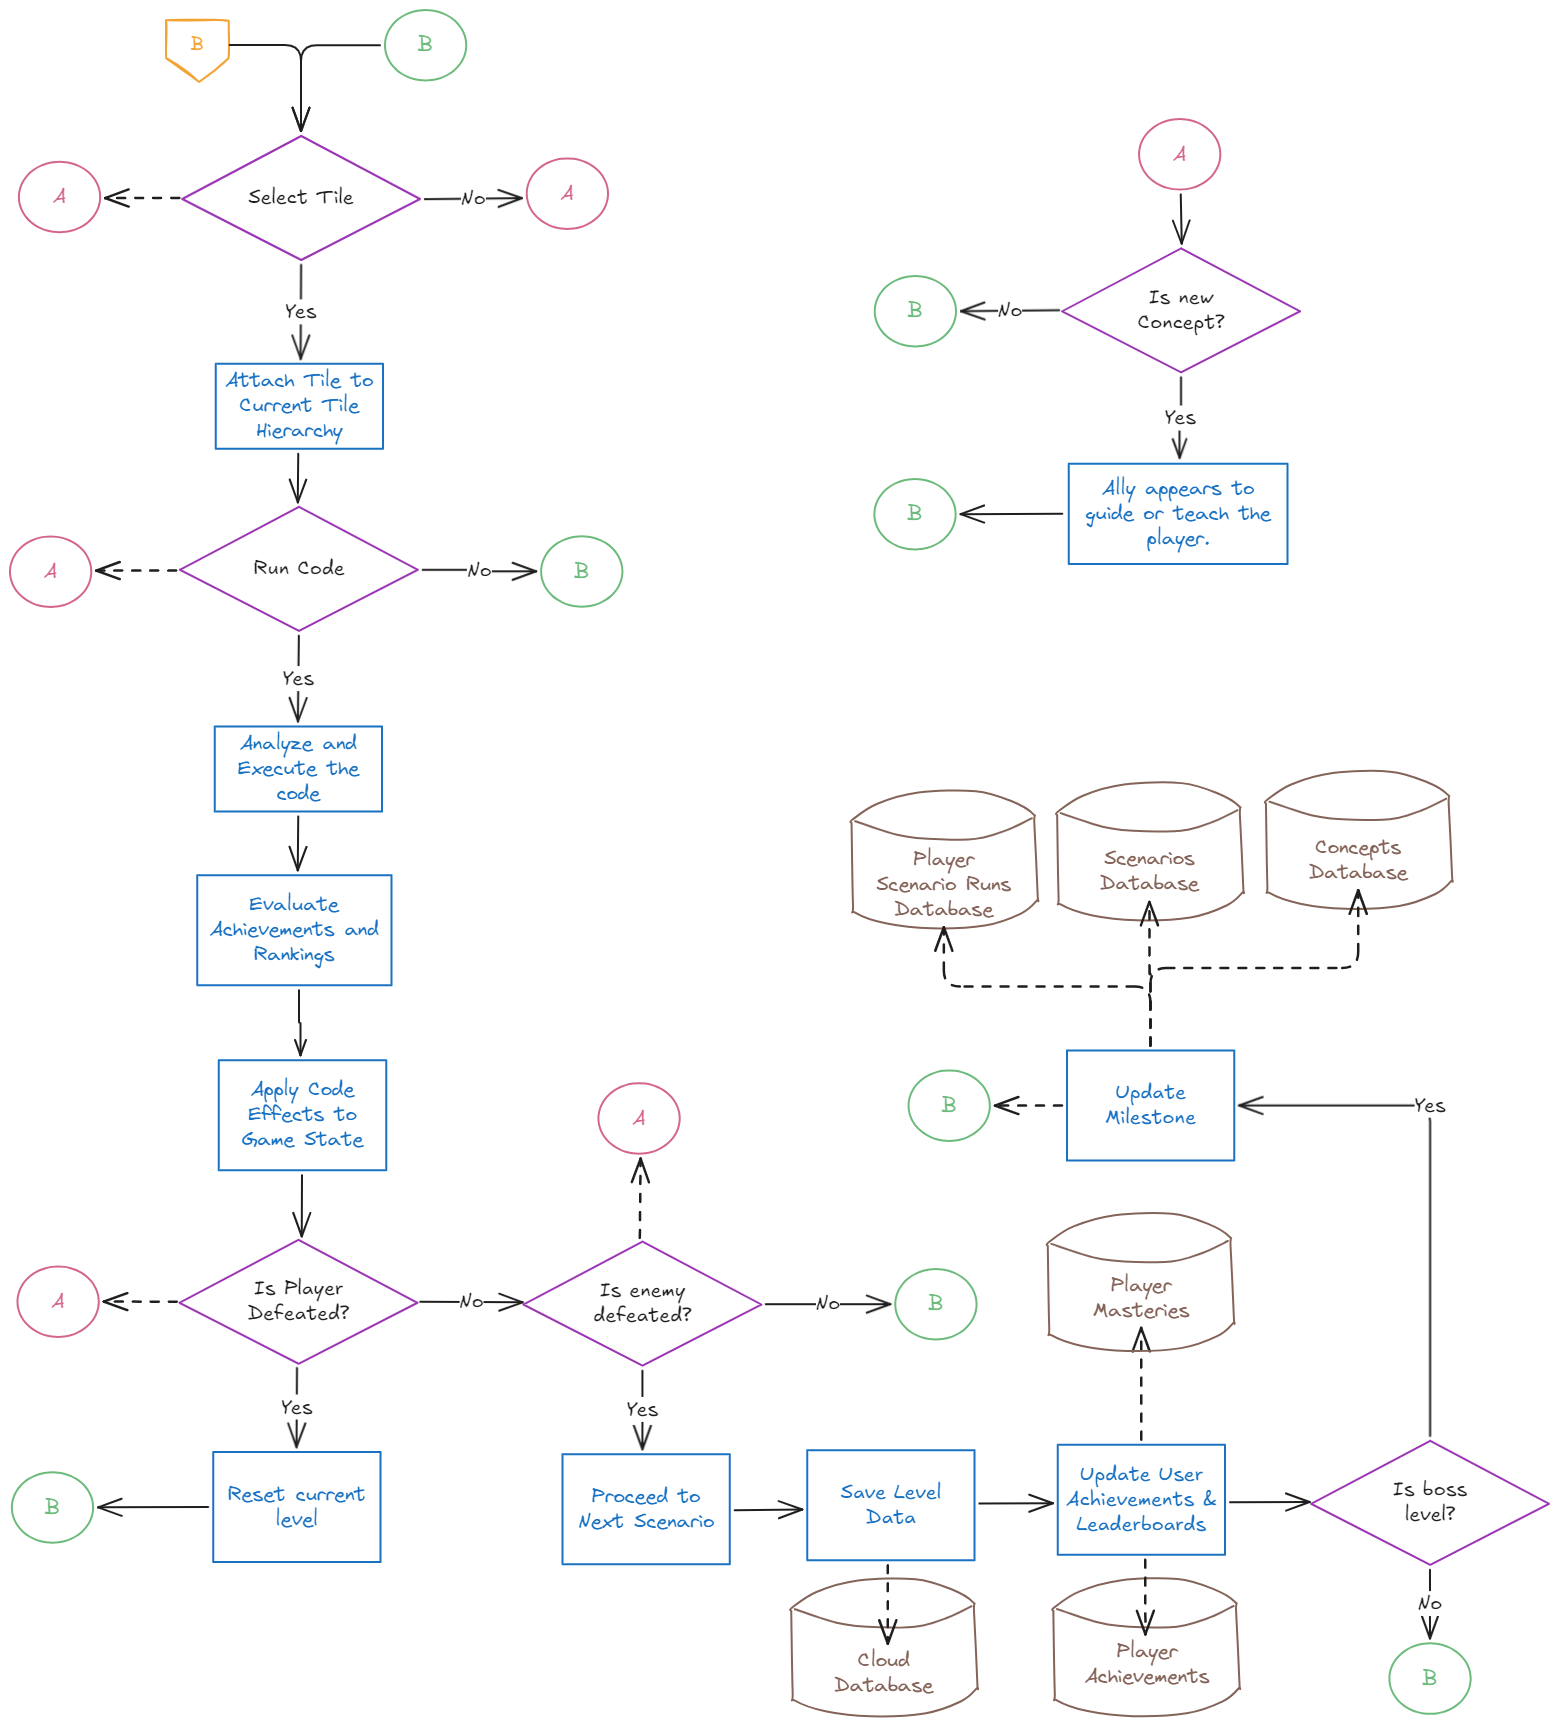 B
B
A
Select Tile
No
A
Yes
Attach Tile to
Current Tile
Hierarchy
A
Run Code
No
B
Yes
Analyze and
Execute the
code
Evaluate
Achievements and
Rankings
Apply Code
Effects to
Game State
A
Is Player
Defeated?
No
Yes
Reset current
level
B
A
Is enemy
defeated?
No
B
Yes
Proceed to
Next Scenario
Save Level
Data
Cloud
Database
Update User
Achievements &
Leaderboards
Player
Masteries
Player
Achievements
Is boss
level?
No
B
Yes
Update
Milestone
B
Player
Scenario Runs
Database
Scenarios
Database
Concepts
Database
A
Is new
Concept?
No
B
Yes
Ally appears to
guide or teach the
player.
B